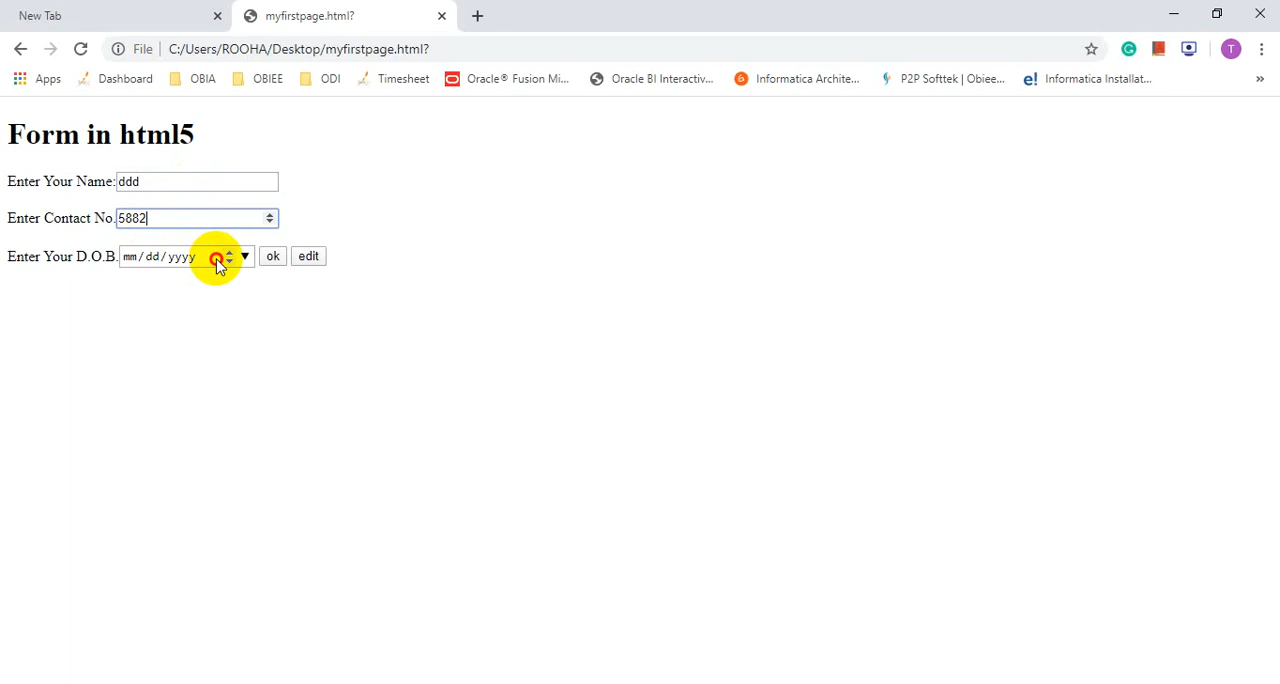 New Tab
myfirstpage.html?
File C:/Users/ROOHA/Desktop/myfirstpage.html?
T
Apps Dashboard OBIA OBIEE ODI Timesheet Oracle® Fusion Mi... Oracle BI Interactiv... 6 Informatica Archite... P2P Softtek | Obiee... e! Informatica Installat... »
Form in html5
Enter Your Name: ddd
Enter Contact No. 5882
Enter Your D.O.B. mm/dd/yyyy ok edit